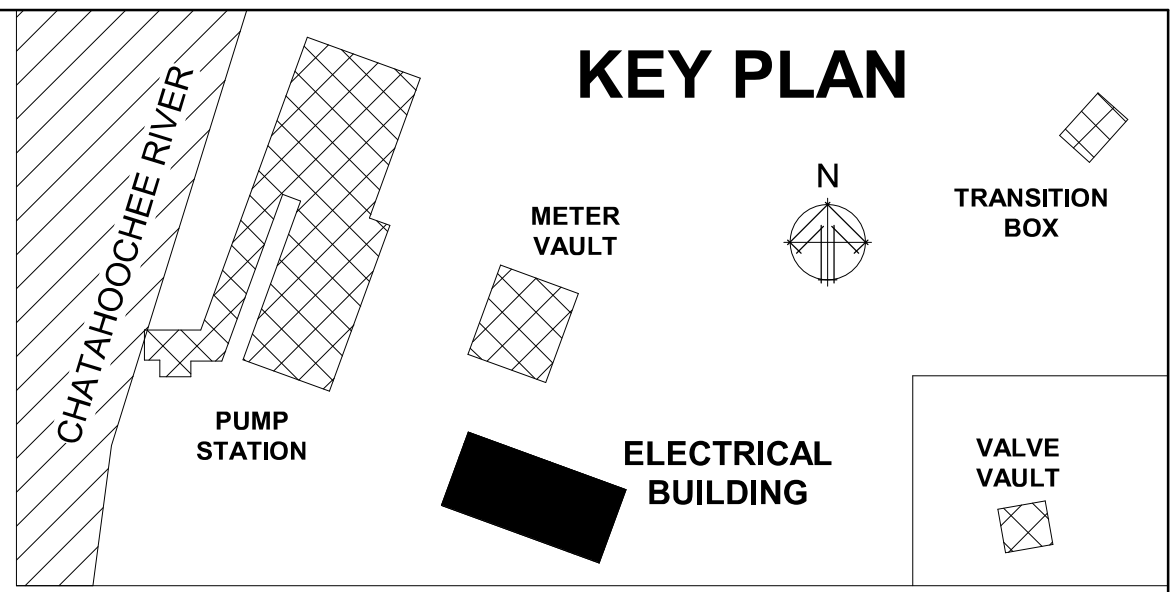 KEY PLAN
CHATAHOOCHEE RIVER
N
TRANSITION
BOX
METER
VAULT
PUMP
STATION
ELECTRICAL
BUILDING
VALVE
VAULT